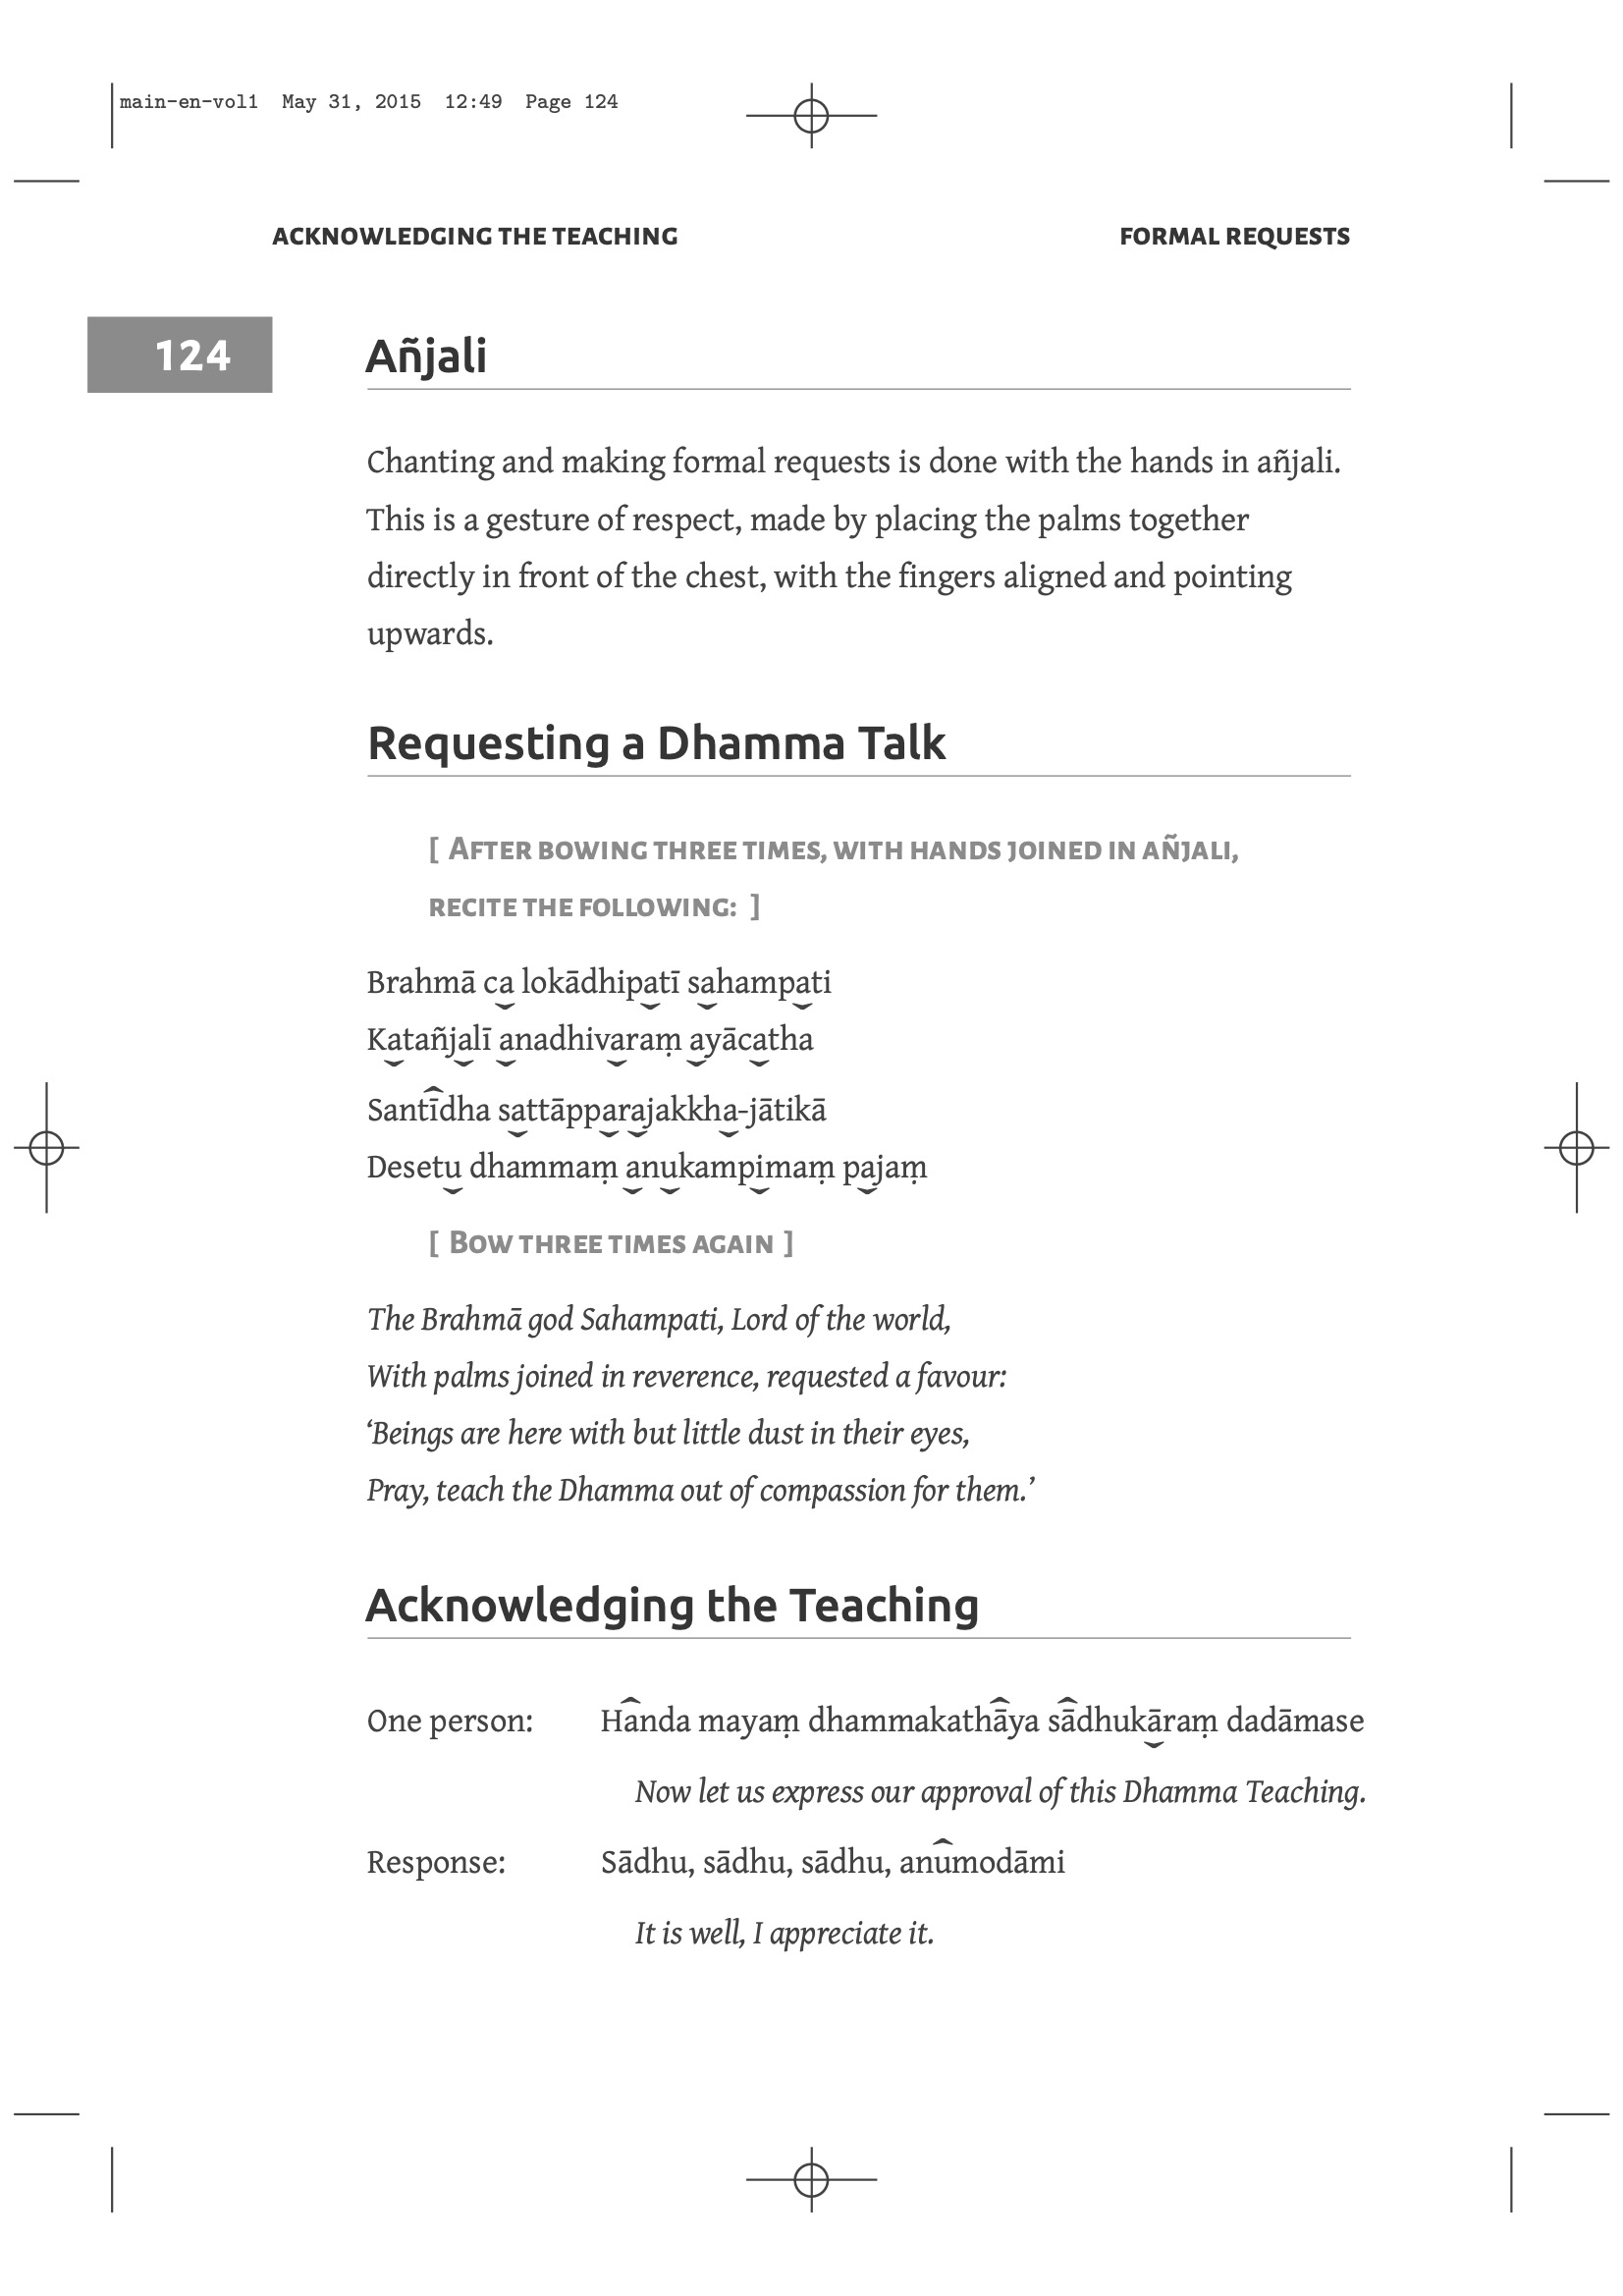 main-en-vol1 May 31, 2015 12:49 Page 124
ACKNOWLEDGING THE TEACHING FORMAL REQUESTS
124
Añjali
Chanting and making formal requests is done with the hands in añjali.
This is a gesture of respect, made by placing the palms together
directly in front of the chest, with the fingers aligned and pointing
upwards.
Requesting a Dhamma Talk
[ After bowing three times, with hands joined in añjali,
recite the following: ]
Brahmā ca lokādhipatī sahampati
Katañjalī anadhivaraṃ ayācatha
Santīdha sattāpparajakkha-jātikā
Desetu dhammaṃ anukampimaṃ pajaṃ
[ Bow three times again ]
The Brahmā god Sahampati, Lord of the world,
With palms joined in reverence, requested a favour:
‘Beings are here with but little dust in their eyes,
Pray, teach the Dhamma out of compassion for them.’
Acknowledging the Teaching
One person: Handa mayaṃ dhammakathāya sādhukāraṃ dadāmase
Now let us express our approval of this Dhamma Teaching.
Response: Sādhu, sādhu, sādhu, anumodāmi
It is well, I appreciate it.